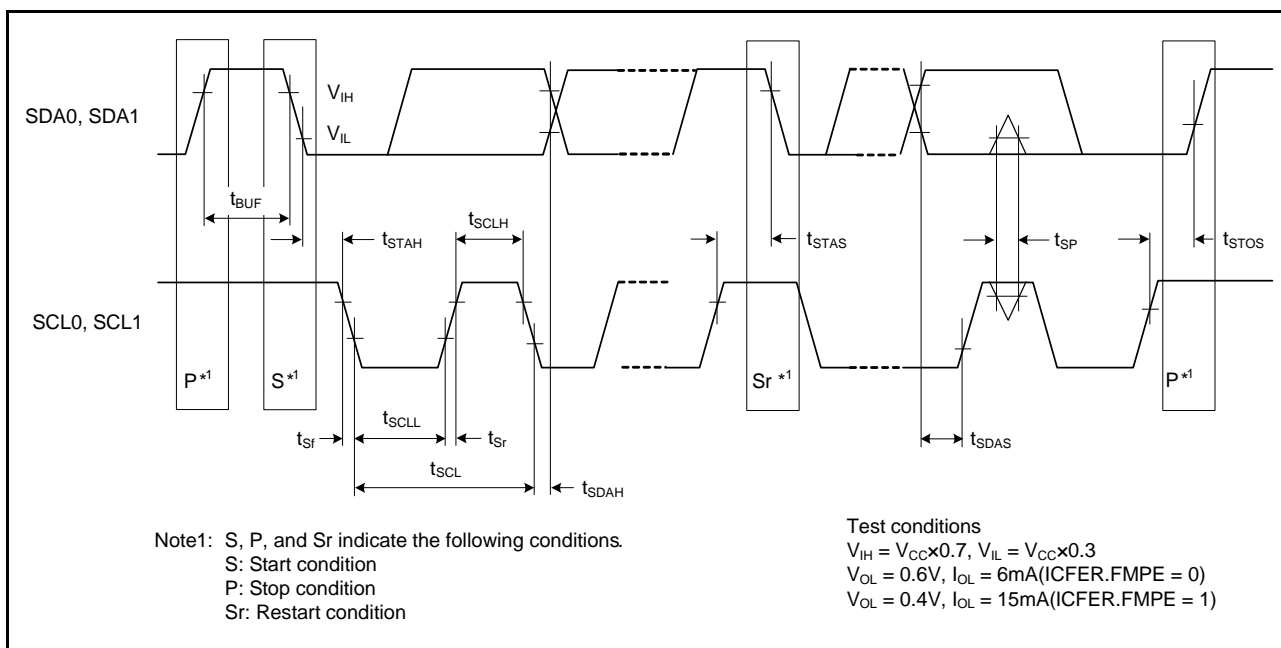 SDA0, SDA1
V_IH
V_IL
t_BUF
t_STAH
t_SCLH
t_STAS
t_SP
t_STOS
SCL0, SCL1
P*1
S*1
Sr *1
P*1
t_Sf
t_SCLL
t_Sr
t_SDAS
t_SCL
t_SDAH
Note1: S, P, and Sr indicate the following conditions.
S: Start condition
P: Stop condition
Sr: Restart condition
Test conditions
V_IH = V_CC×0.7, V_IL = V_CC×0.3
V_OL = 0.6V, I_OL = 6mA(ICFER.FMPE = 0)
V_OL = 0.4V, I_OL = 15mA(ICFER.FMPE = 1)